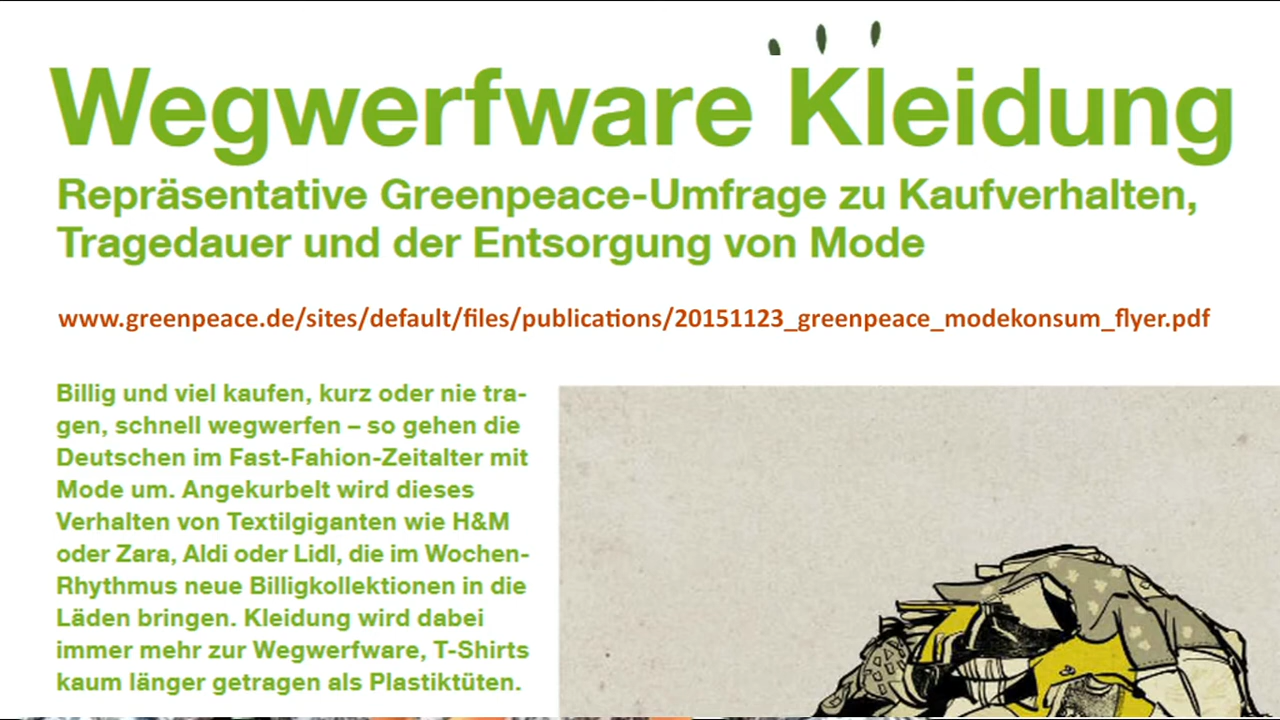 Wegwerfware Kleidung
Repräsentative Greenpeace-Umfrage zu Kaufverhalten,
Tragedauer und der Entsorgung von Mode
www.greenpeace.de/sites/default/files/publications/20151123_greenpeace_modekonsum_flyer.pdf
Billig und viel kaufen, kurz oder nie tra-
gen, schnell wegwerfen – so gehen die
Deutschen im Fast-Fahion-Zeitalter mit
Mode um. Angekurbelt wird dieses
Verhalten von Textilgiganten wie H&M
oder Zara, Aldi oder Lidl, die im Wochen-
Rhythmus neue Billigkollektionen in die
Läden bringen. Kleidung wird dabei
immer mehr zur Wegwerfware, T-Shirts
kaum länger getragen als Plastiktüten.